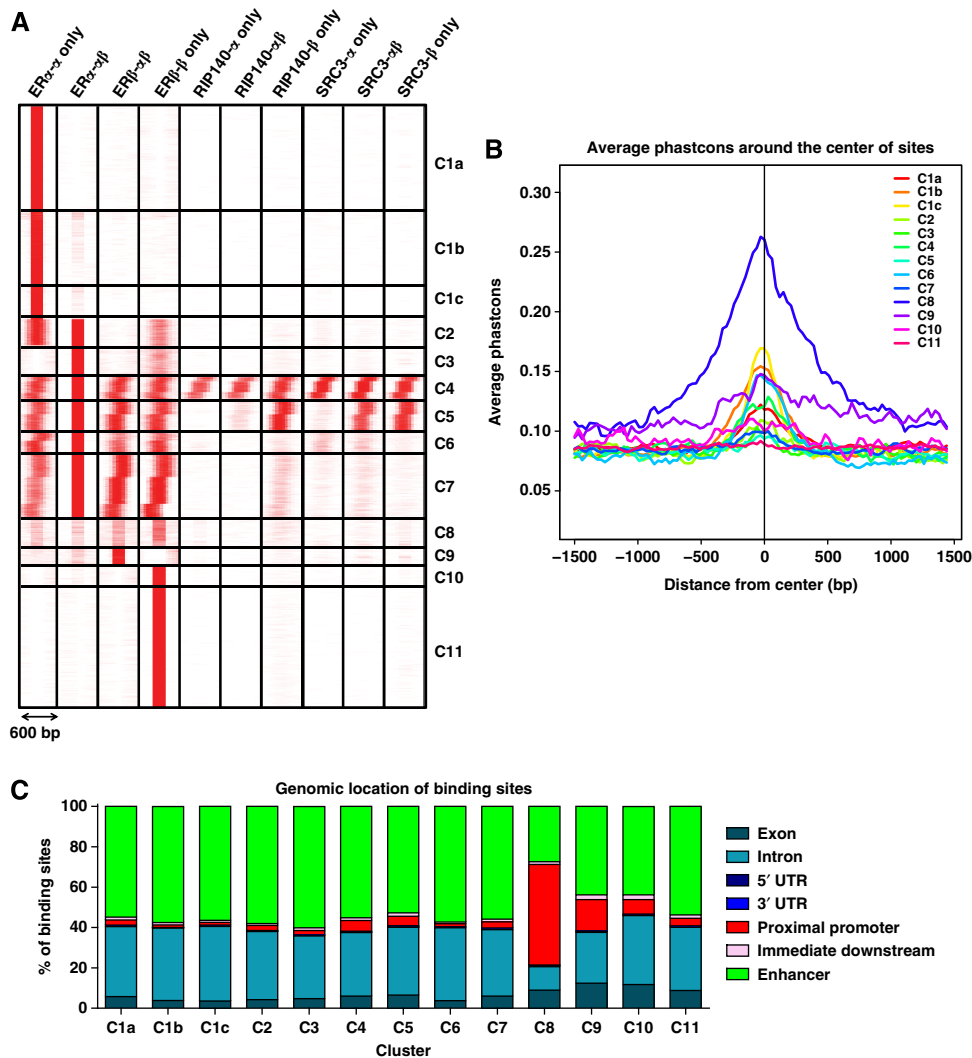 A
ERα-α only
ERα-αβ
ERβ-αβ
ERβ-β only
RIP140-α only
RIP140-αβ
RIP140-β only
SRC3-α only
SRC3-αβ
SRC3-β only
C1a
C1b
C1c
C2
C3
C4
C5
C6
C7
C8
C9
C10
C11
600 bp
B
Average phastcons around the center of sites
Average phastcons
0.30
0.25
0.20
0.15
0.10
0.05
C1a
C1b
C1c
C2
C3
C4
C5
C6
C7
C8
C9
C10
C11
−1500 −1000 −500 0 500 1000 1500
Distance from center (bp)
C
Genomic location of binding sites
% of binding sites
100
80
60
40
20
0
C1a C1b C1c C2 C3 C4 C5 C6 C7 C8 C9 C10 C11
Cluster
Exon
Intron
5′ UTR
3′ UTR
Proximal promoter
Immediate downstream
Enhancer